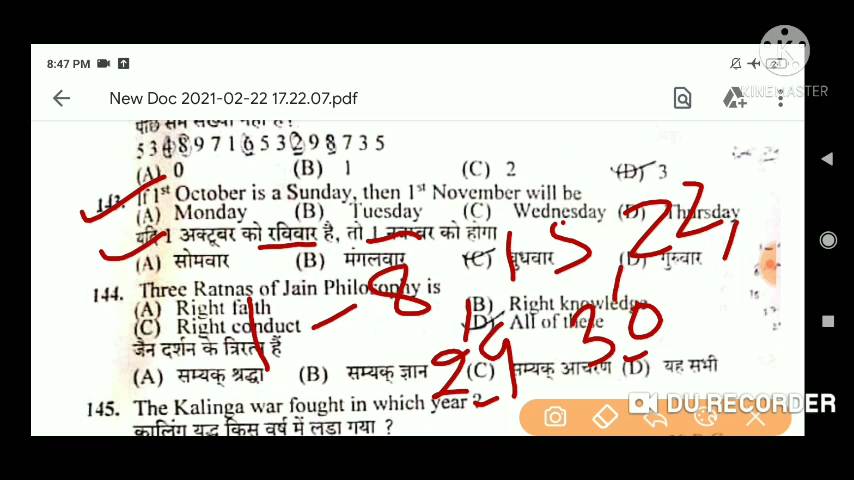 8:47 PM
24
KINEMASTER
New Doc 2021-02-22 17.22.07.pdf
5 3 4 8 9 7 1 6 5 3 2 9 8 7 3 5
(A) 0 (B) 1 (C) 2 (D) 3
143. If 1st October is a Sunday, then 1st November will be
(A) Monday (B) Tuesday (C) Wednesday (D) Thursday
यदि 1 अक्टूबर को रविवार है, तो 1 नवम्बर को होगा
(A) सोमवार (B) मंगलवार (C) बुधवार (D) गुरुवार
1 - 8 15, 22,
29 30
144. Three Ratnas of Jain Philosophy is
(A) Right faith (B) Right knowledge
(C) Right conduct (D) All of these
जैन दर्शन के त्रिरत्न हैं
(A) सम्यक् श्रद्धा (B) सम्यक् ज्ञान (C) सम्यक् आचरण (D) यह सभी
DU RECORDER
145. The Kalinga war fought in which year ?
कालिंग युद्ध किस वर्ष में लडा गया ?